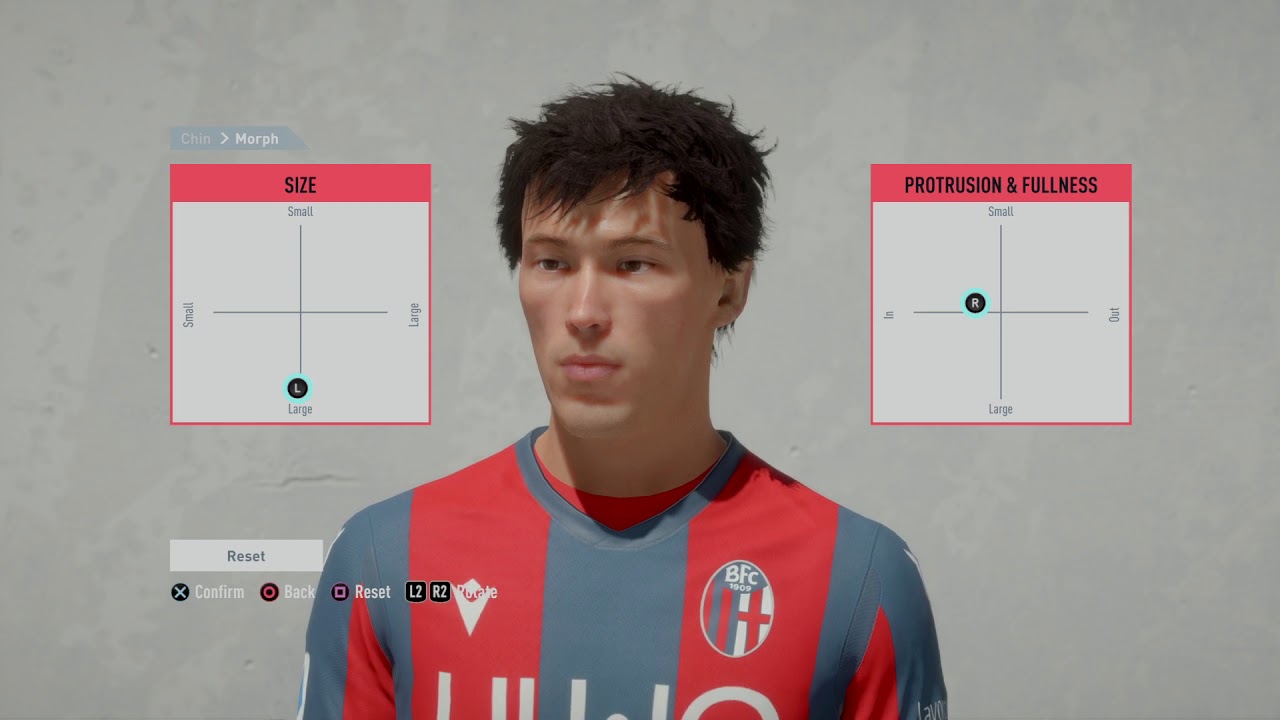 Chin > Morph
SIZE
Small
Small
Large
L
Large
PROTRUSION & FULLNESS
Small
In
R
Out
Large
Reset
Confirm Back Reset L2 R2 Rotate
BFC
1909